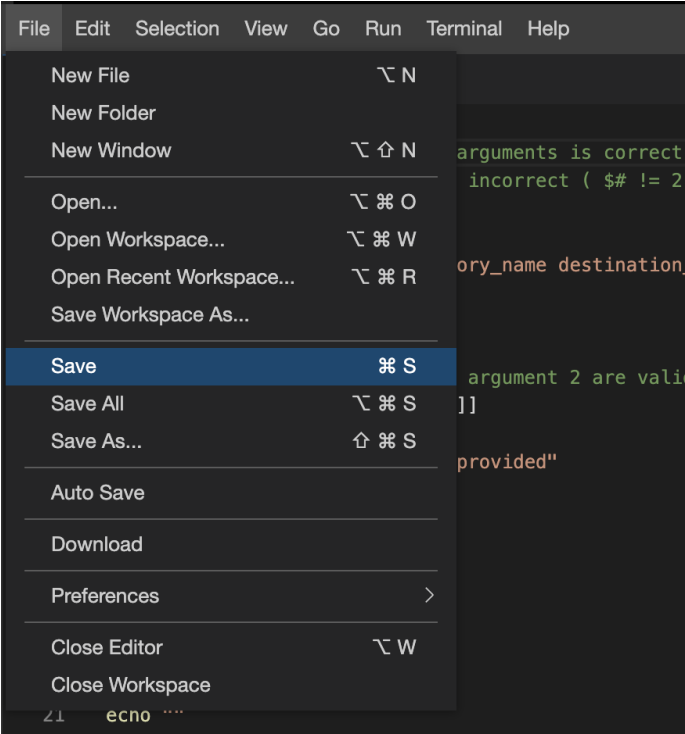 File Edit Selection View Go Run Terminal Help
New File ⌥ N
New Folder
New Window ⌥ ⇧ N
arguments is correct
incorrect ( $# != 2
Open... ⌥ ⌘ O
Open Workspace... ⌥ ⌘ W
ory_name destination_
Open Recent Workspace... ⌥ ⌘ R
Save Workspace As...
Save ⌘ S
argument 2 are valid
Save All ⌥ ⌘ S
]]
Save As... ⇧ ⌘ S
provided"
Auto Save
Download
Preferences
Close Editor ⌥ W
Close Workspace
21 echo ""